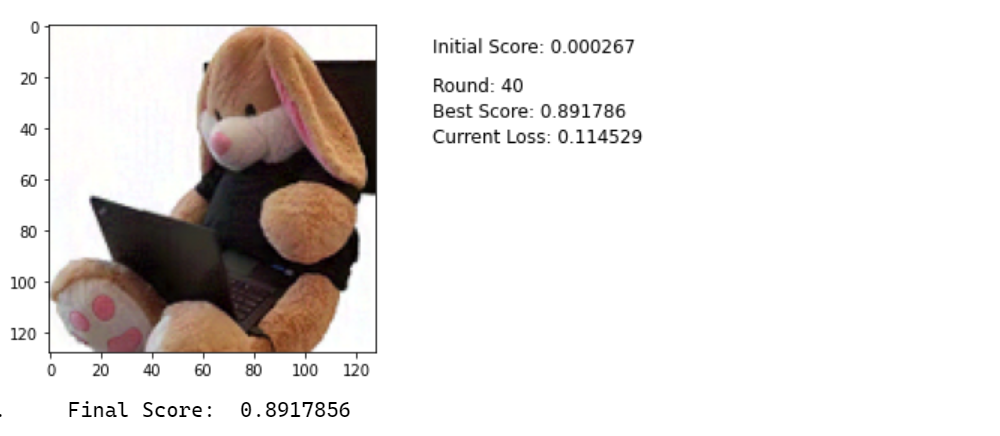 0
20
40
60
80
100
120
0 20 40 60 80 100 120
Initial Score: 0.000267
Round: 40
Best Score: 0.891786
Current Loss: 0.114529
. Final Score: 0.8917856